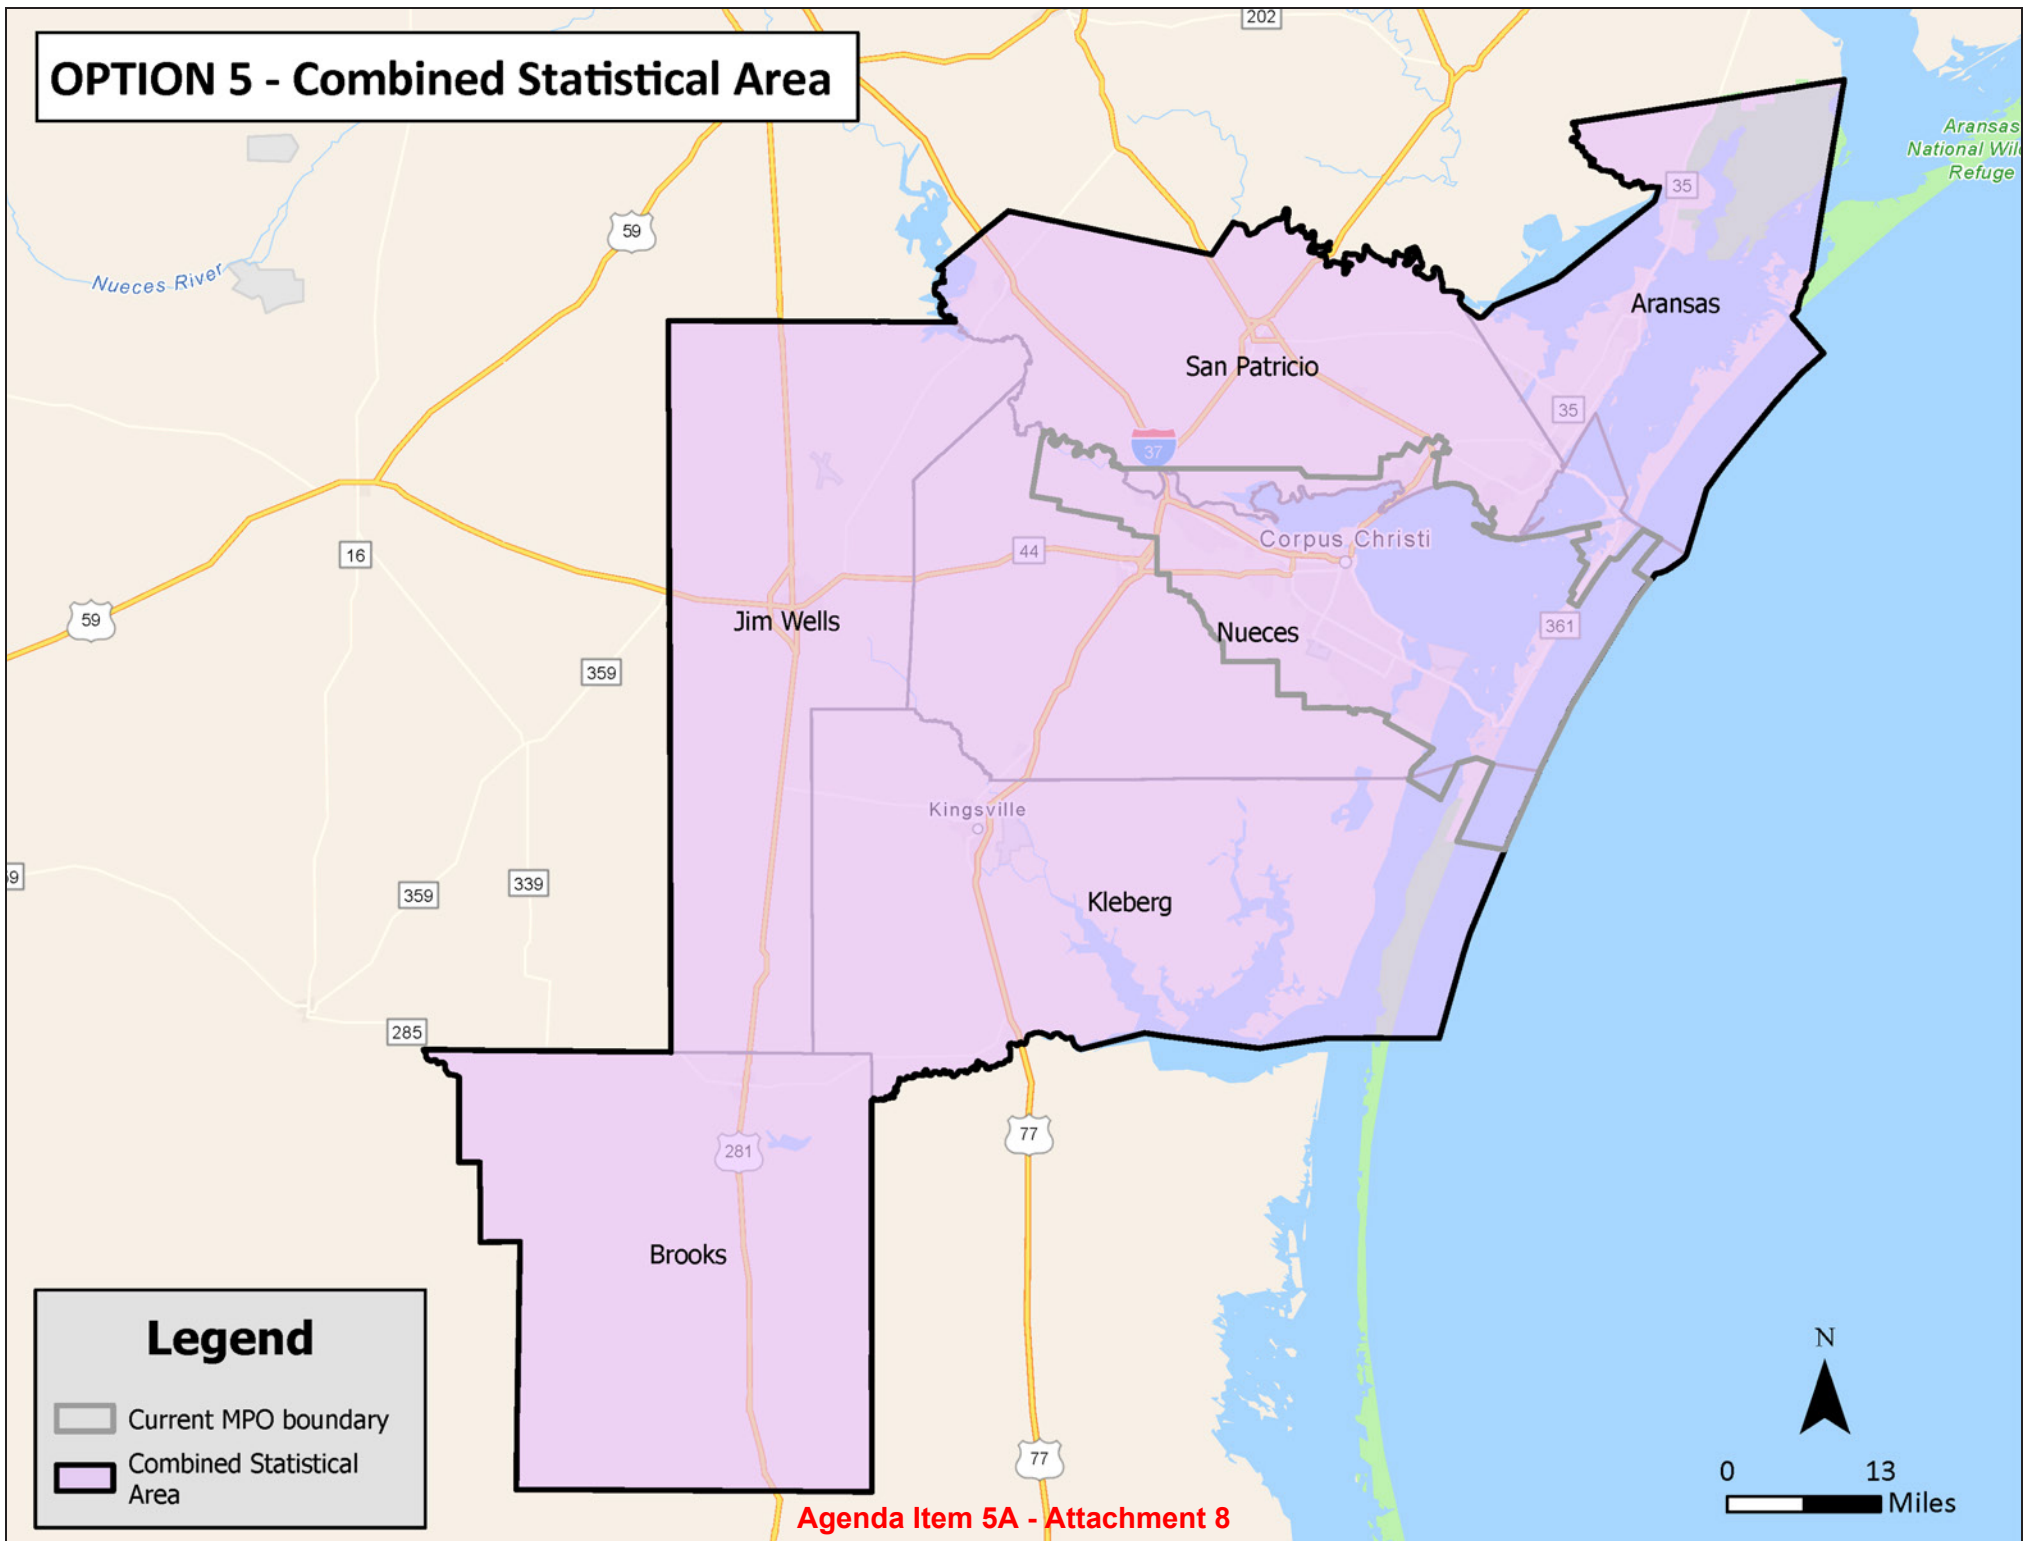 OPTION 5 - Combined Statistical Area
202
Aransas
National Wil
Refuge
35
59
Nueces River
Aransas
San Patricio
35
37
Corpus Christi
44
16
59
Jim Wells
Nueces
361
359
Kingsville
59
359
339
Kleberg
285
77
281
Brooks
Legend
Current MPO boundary
Combined Statistical
Area
77
N
0 13
Miles
Agenda Item 5A - Attachment 8